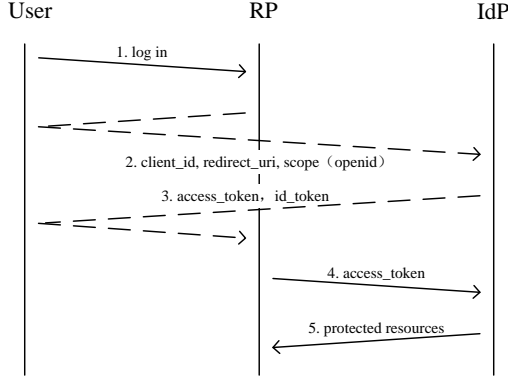 User
RP
IdP
1. log in
2. client_id, redirect_uri, scope（openid）
3. access_token，id_token
4. access_token
5. protected resources